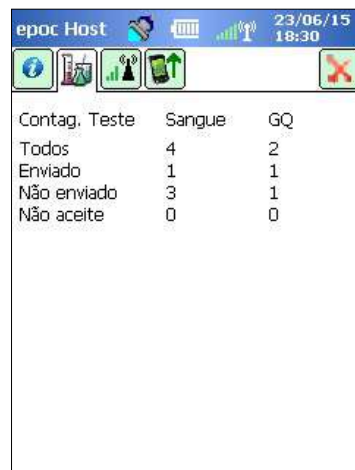 epoc Host 23/06/15
18:30
Contag. Teste Sangue GQ
Todos 4 2
Enviado 1 1
Não enviado 3 1
Não aceite 0 0